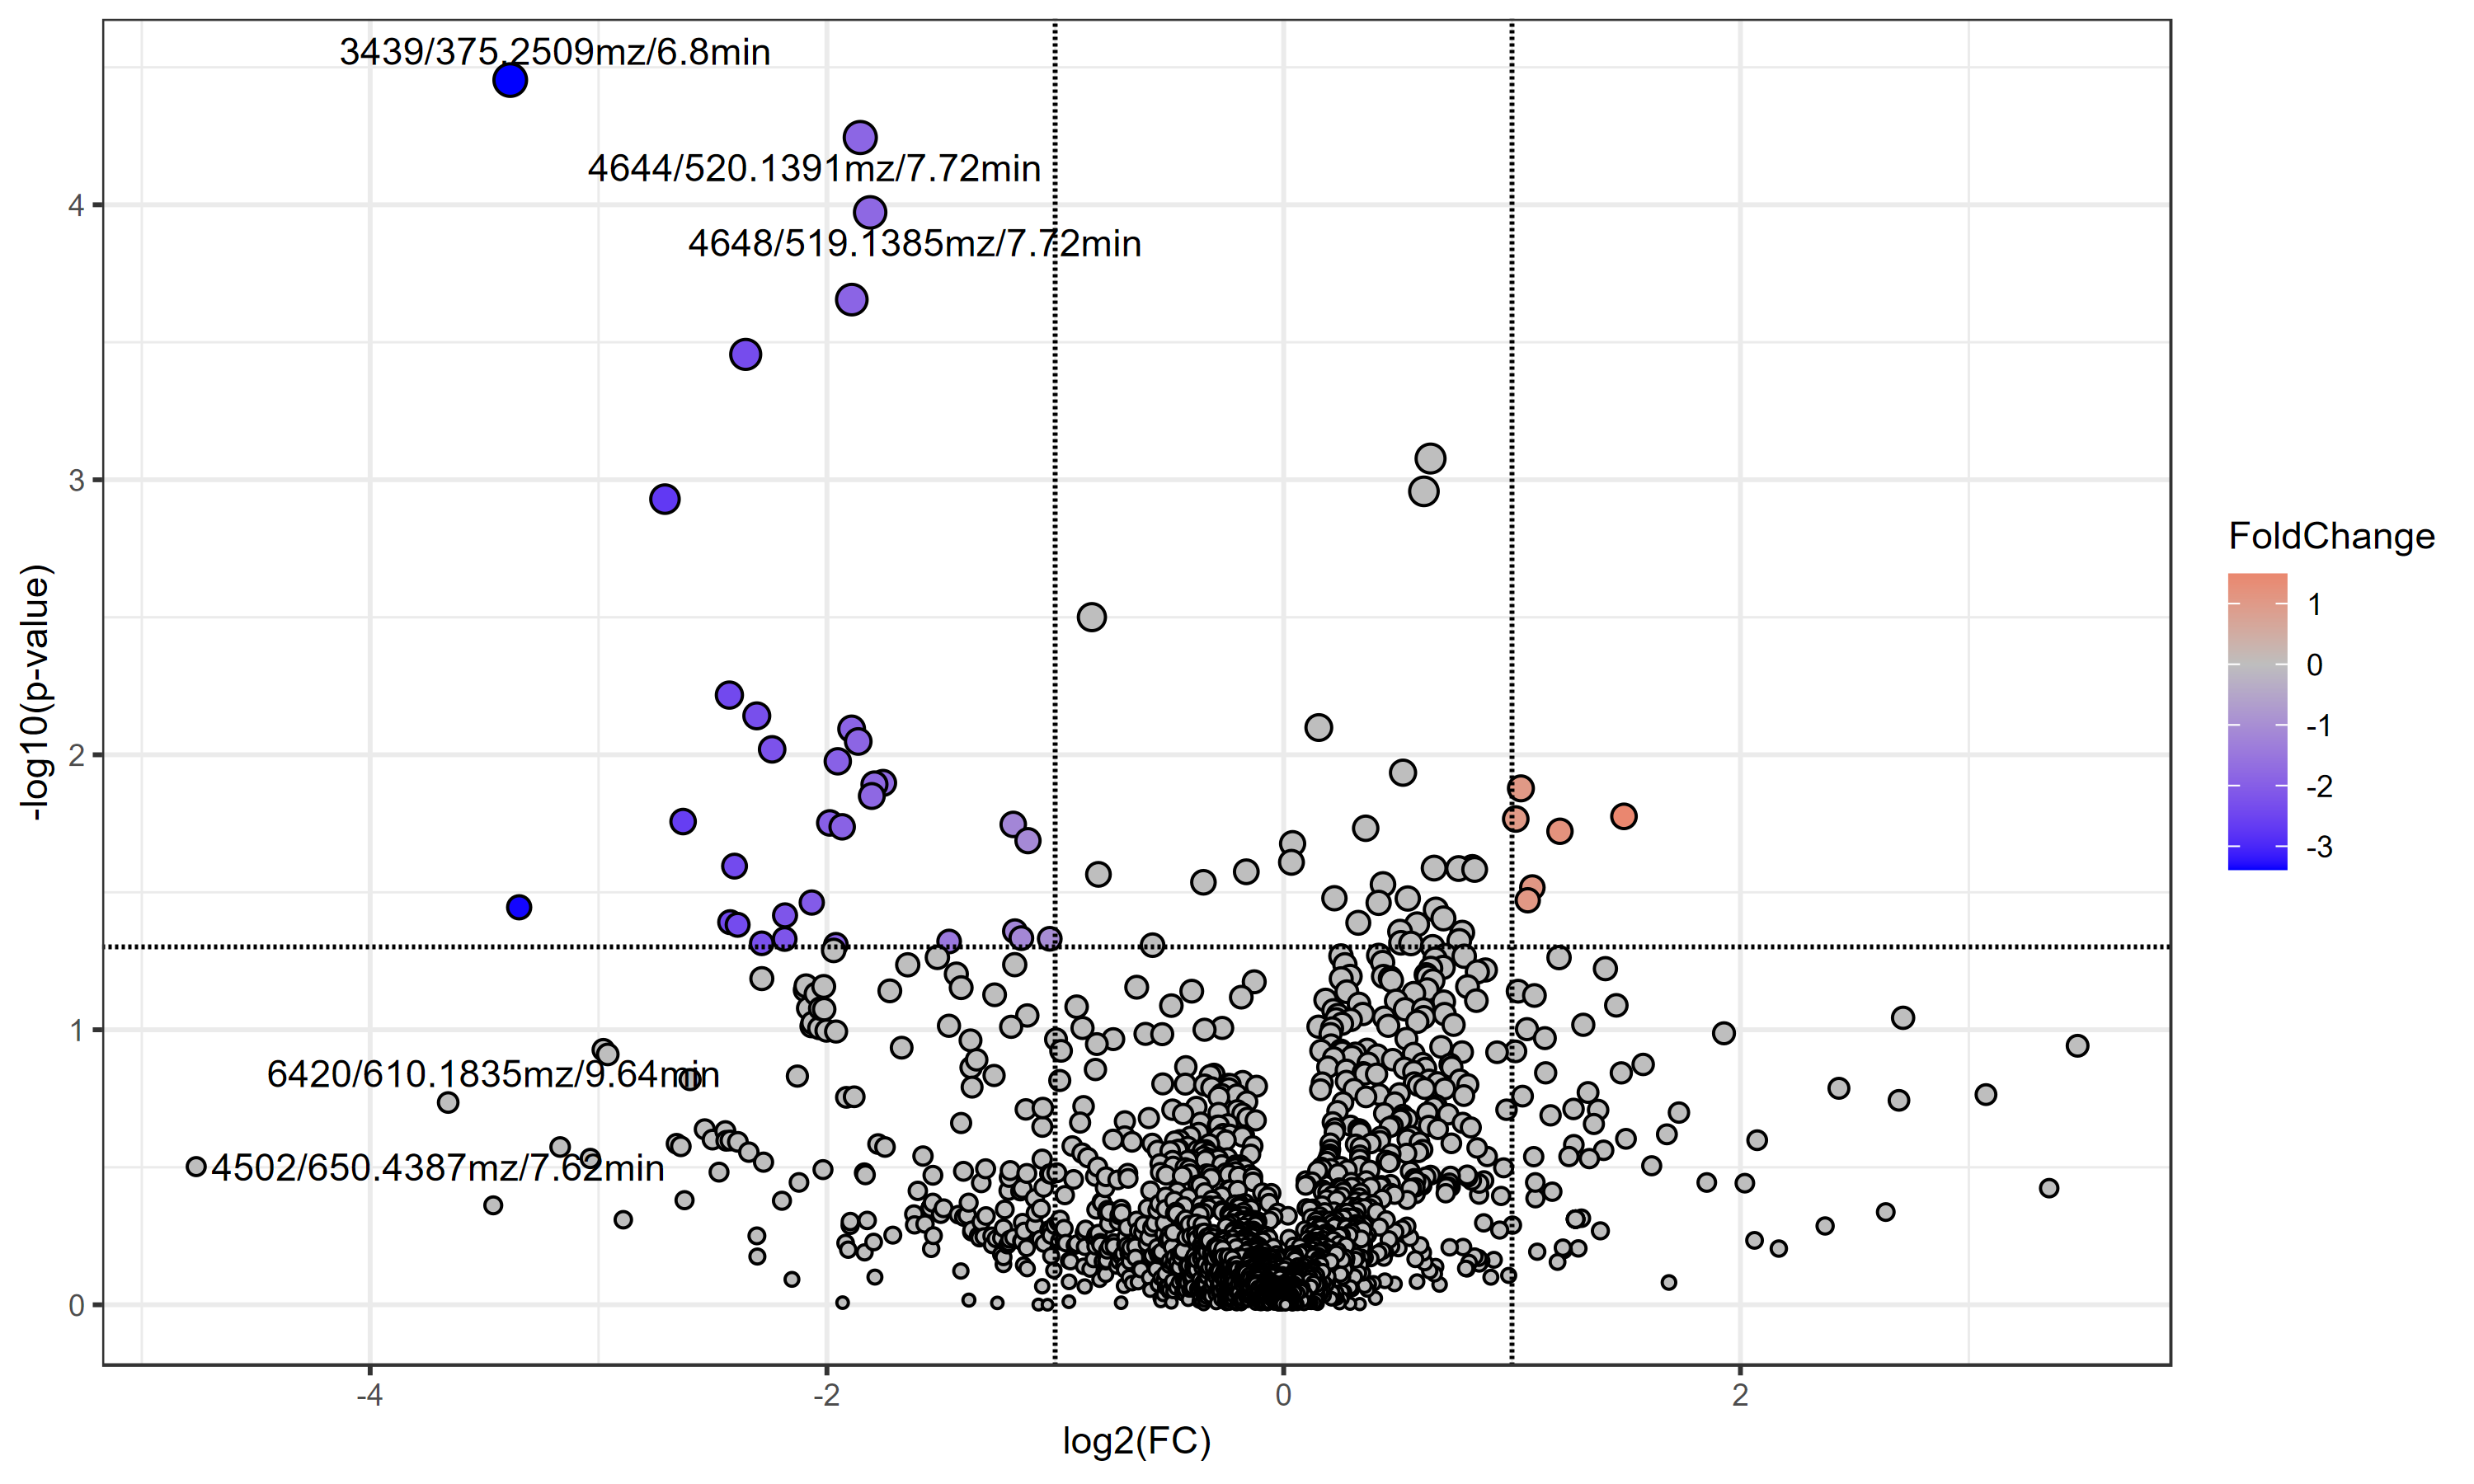 3439/375.2509mz/6.8min
4644/520.1391mz/7.72min
4648/519.1385mz/7.72min
6420/610.1835mz/9.64min
4502/650.4387mz/7.62min
-log10(p-value)
4
3
2
1
0
-4
-2
0
2
log2(FC)
FoldChange
1
0
-1
-2
-3